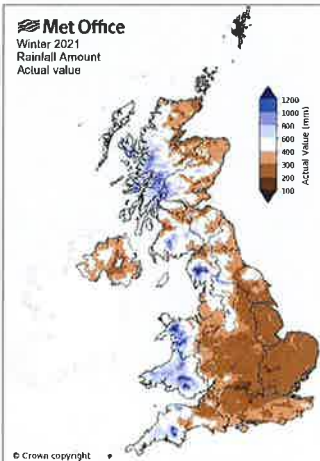 Met Office
Winter 2021
Rainfall Amount
Actual value
1200
1000
800
600
400
300
200
100
Actual Value (mm)
© Crown copyright